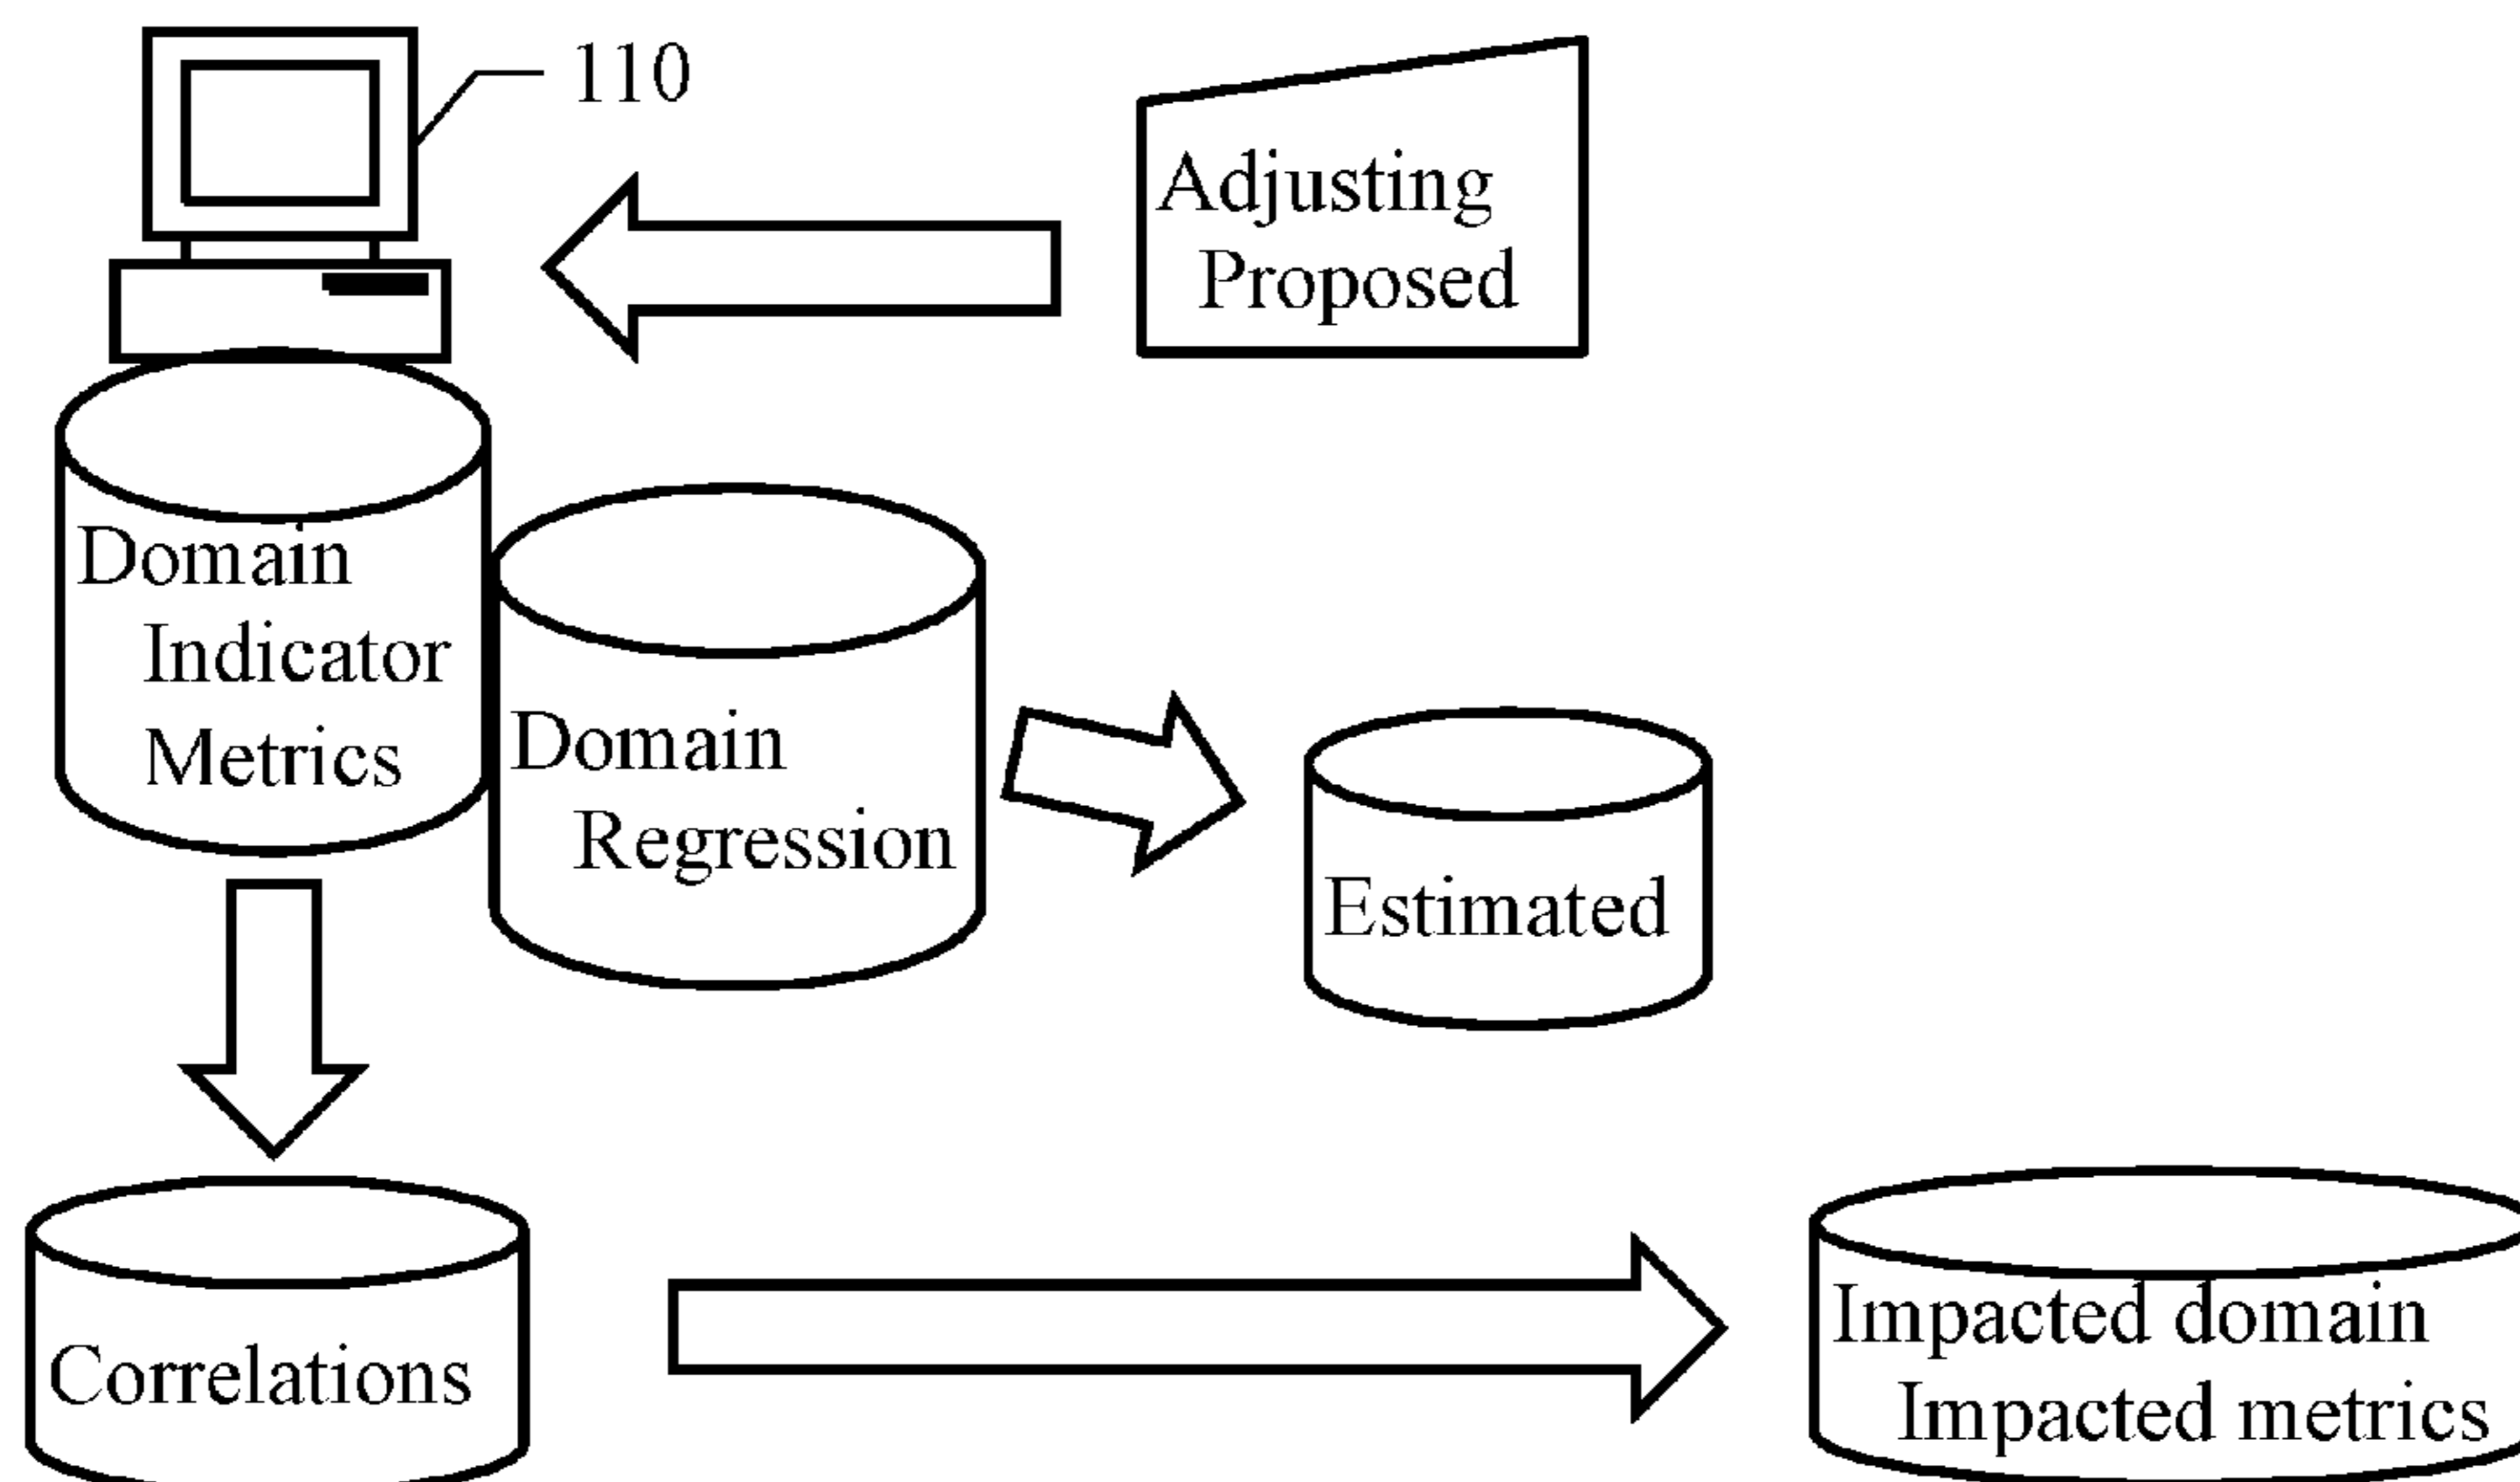 110
Adjusting
Proposed
Domain
Indicator
Metrics
Domain
Regression
Estimated
Correlations
Impacted domain
Impacted metrics